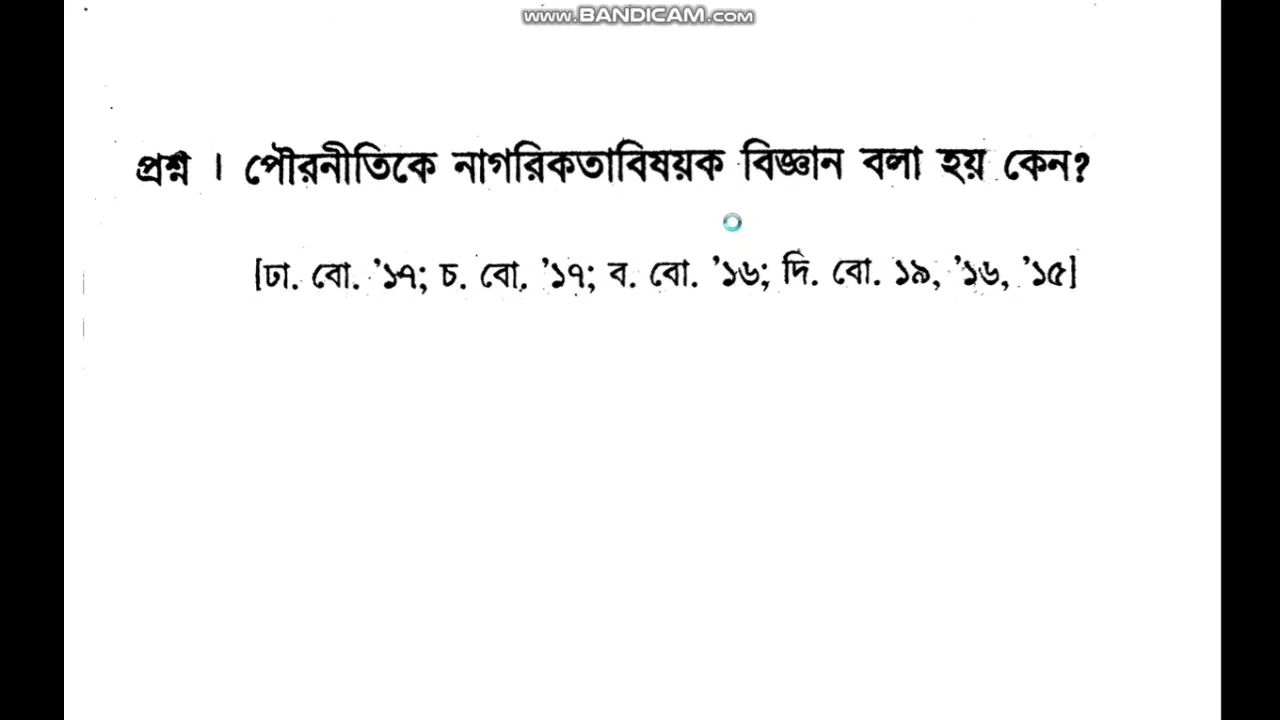 www.BANDICAM.com
প্রশ্ন । পৌরনীতিকে নাগরিকতাবিষয়ক বিজ্ঞান বলা হয় কেন?
[ঢা. বো. '১৭; চ. বো. '১৭; ব. বো. '১৬; দি. বো. ১৯, '১৬, '১৫]